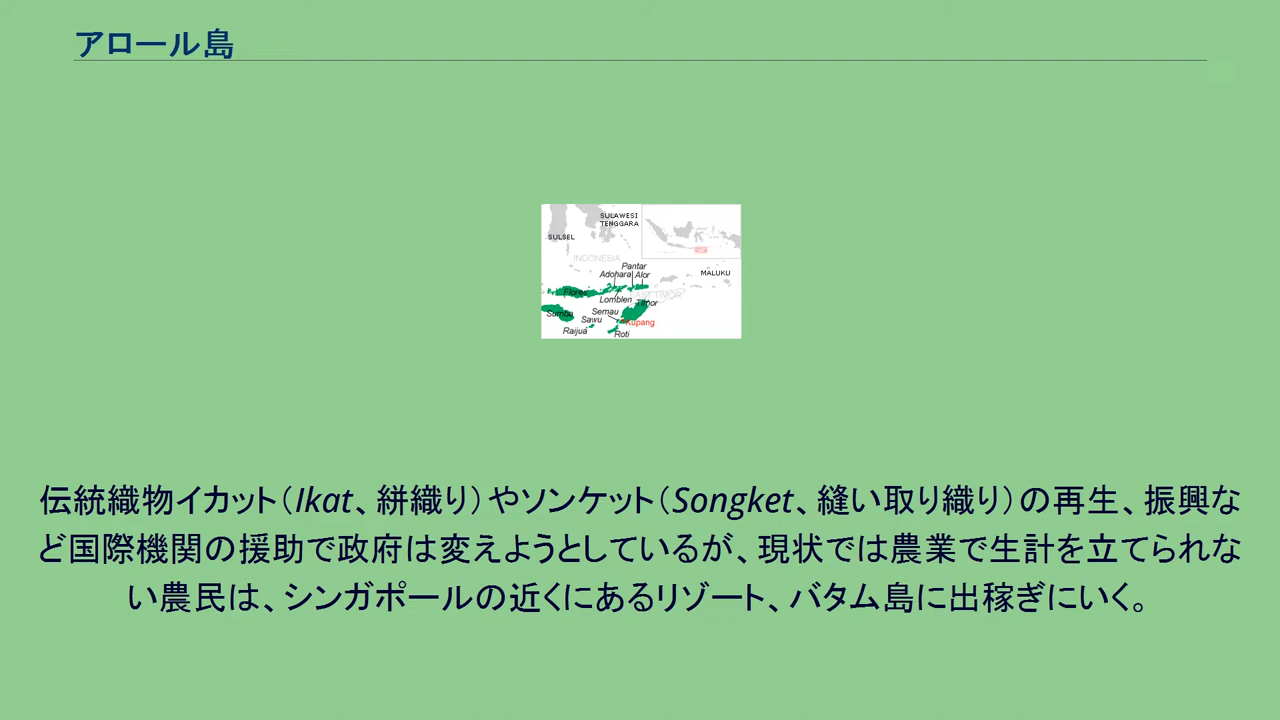 アロール島
SULAWESI
TENGGARA
SULSEL
INDONESIA
Pantar
Adohara Alor
MALUKU
Flores
EAST TIMOR
Lomblen
Timor
Sumba
Semau
Sawu
Kupang
Raijua
Roti
伝統織物イカット（Ikat、絣織り）やソンケット（Songket、縫い取り織り）の再生、振興な
ど国際機関の援助で政府は変えようとしているが、現状では農業で生計を立てられな
い農民は、シンガポールの近くにあるリゾート、バタム島に出稼ぎにいく。